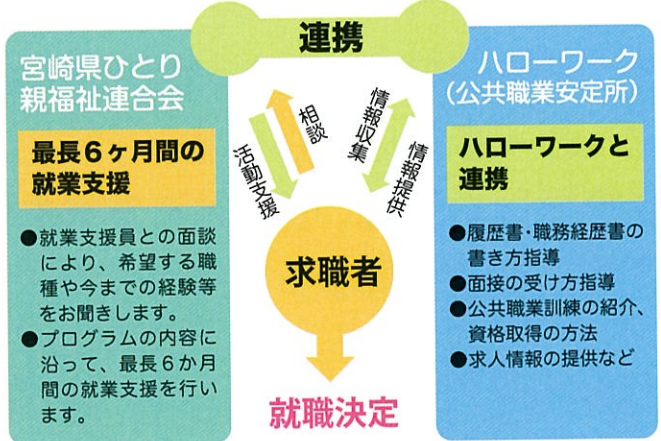 連携
宮崎県ひとり
親福祉連合会
最長6ヶ月間の
就業支援
●就業支援員との面談
により、希望する職
種や今までの経験等
をお聞きします。
●プログラムの内容に
沿って、最長6か月
間の就業支援を行い
ます。
相談
活動支援
情報収集
情報提供
求職者
就職決定
ハローワーク
(公共職業安定所)
ハローワークと
連携
●履歴書・職務経歴書の
書き方指導
●面接の受け方指導
●公共職業訓練の紹介、
資格取得の方法
●求人情報の提供など